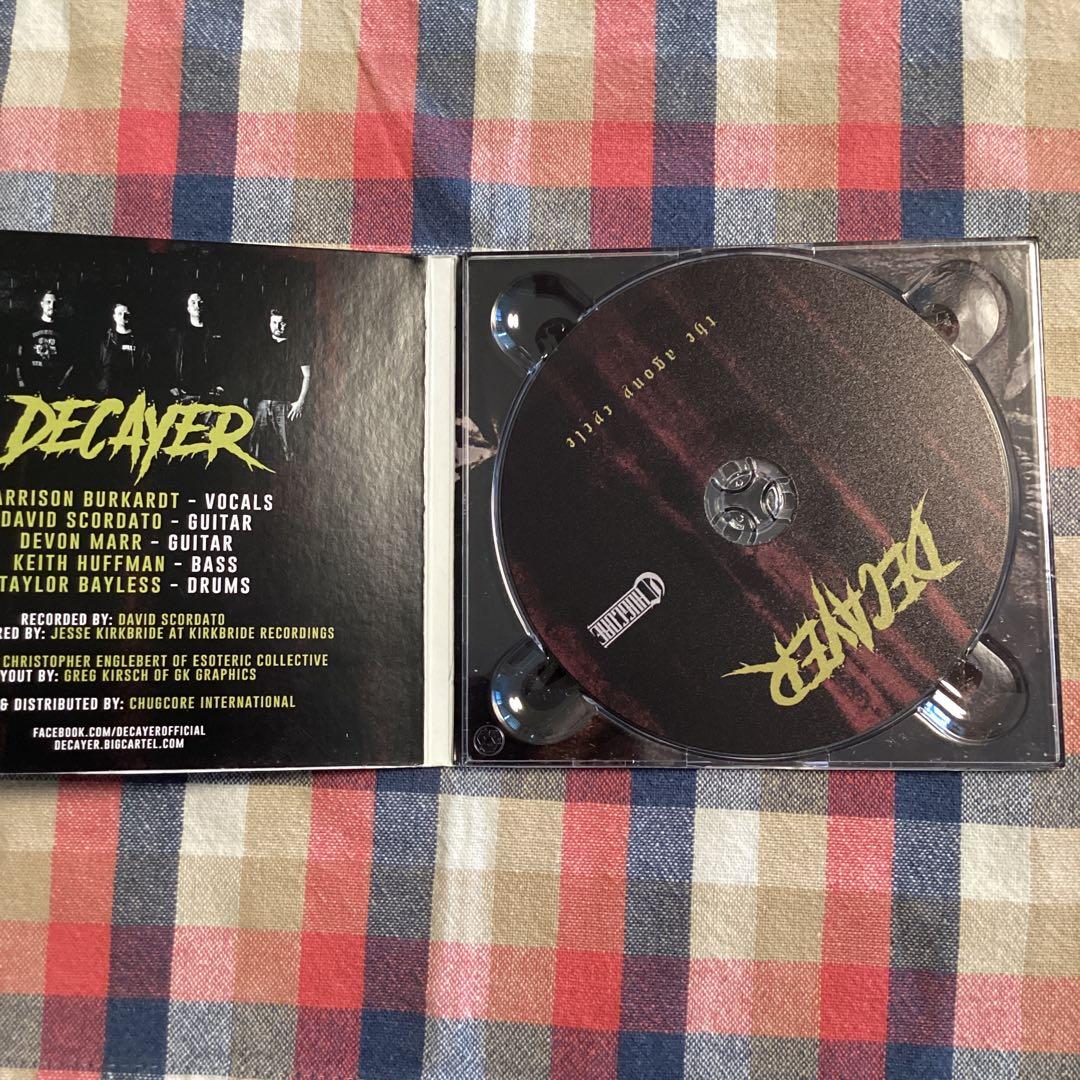 DECAYER
ARRISON BURKARDT – VOCALS
DAVID SCORDATO – GUITAR
DEVON MARR – GUITAR
KEITH HUFFMAN – BASS
TAYLOR BAYLESS – DRUMS
RECORDED BY: DAVID SCORDATO
RED BY: JESSE KIRKBRIDE AT KIRKBRIDE RECORDINGS
CHRISTOPHER ENGLEBERT OF ESOTERIC COLLECTIVE
YOUT BY: GREG KIRSCH OF GK GRAPHICS
& DISTRIBUTED BY: CHUGCORE INTERNATIONAL
FACEBOOK.COM/DECAYEROFFICIAL
DECAYER.BIGCARTEL.COM
the agony cycle
CHUGCORE
DECAYER